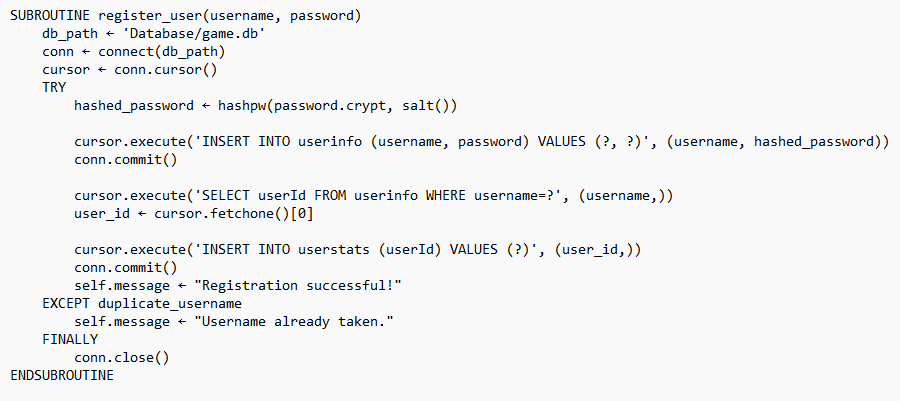 SUBROUTINE register_user(username, password)
    db_path ← 'Database/game.db'
    conn ← connect(db_path)
    cursor ← conn.cursor()
    TRY
        hashed_password ← hashpw(password.crypt, salt())

        cursor.execute('INSERT INTO userinfo (username, password) VALUES (?, ?)', (username, hashed_password))
        conn.commit()

        cursor.execute('SELECT userId FROM userinfo WHERE username=?', (username,))
        user_id ← cursor.fetchone()[0]

        cursor.execute('INSERT INTO userstats (userId) VALUES (?)', (user_id,))
        conn.commit()
        self.message ← "Registration successful!"
    EXCEPT duplicate_username
        self.message ← "Username already taken."
    FINALLY
        conn.close()
ENDSUBROUTINE